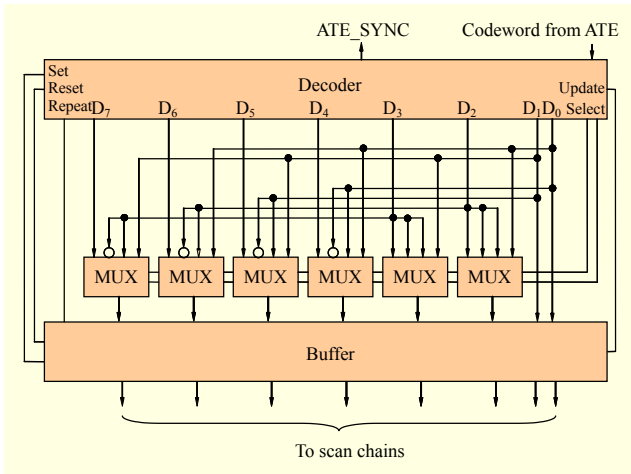 ATE_SYNC
Codeword from ATE
Set
Reset
Repeat
Decoder
Update
Select
D7 D6 D5 D4 D3 D2 D1 D0
MUX MUX MUX MUX MUX MUX
Buffer
To scan chains